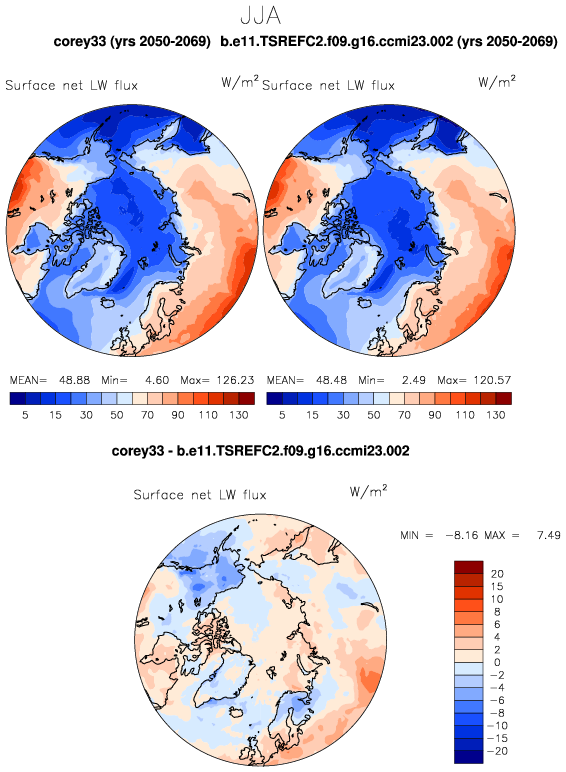 JJA
corey33 (yrs 2050-2069) b.e11.TSREFC2.f09.g16.ccmi23.002 (yrs 2050-2069)
Surface net LW flux W/m² Surface net LW flux W/m²
MEAN= 48.88 Min= 4.60 Max= 126.23 MEAN= 48.48 Min= 2.49 Max= 120.57
5 15 30 50 70 90 110 130 5 15 30 50 70 90 110 130
corey33 - b.e11.TSREFC2.f09.g16.ccmi23.002
Surface net LW flux W/m²
MIN = -8.16 MAX = 7.49
20
15
10
8
6
4
2
0
-2
-4
-6
-8
-10
-15
-20